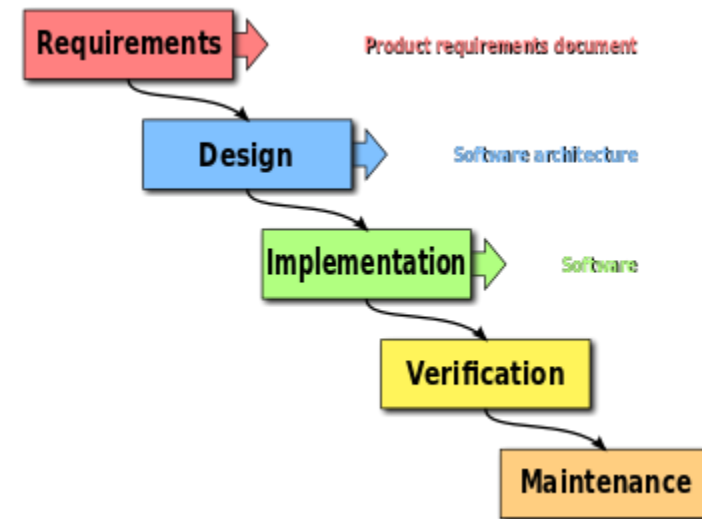 Requirements
Product requirements document
Design
Software architecture
Implementation
Software
Verification
Maintenance